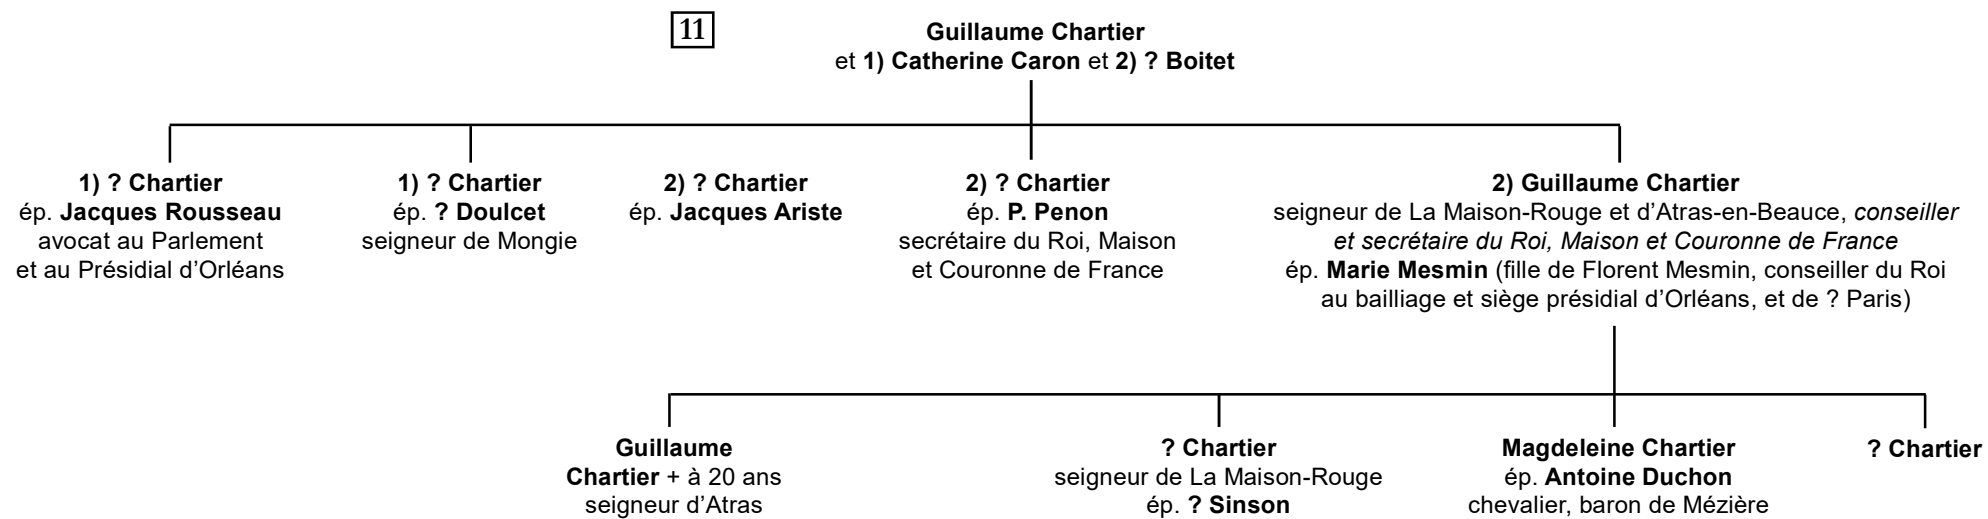 11
Guillaume Chartier
et 1) Catherine Caron et 2) ? Boitet
1) ? Chartier
ép. Jacques Rousseau
avocat au Parlement
et au Présidial d’Orléans
1) ? Chartier
ép. ? Doulcet
seigneur de Mongie
2) ? Chartier
ép. Jacques Ariste
2) ? Chartier
ép. P. Penon
secrétaire du Roi, Maison
et Couronne de France
2) Guillaume Chartier
seigneur de La Maison-Rouge et d’Atras-en-Beauce, conseiller
et secrétaire du Roi, Maison et Couronne de France
ép. Marie Mesmin (fille de Florent Mesmin, conseiller du Roi
au bailliage et siège présidial d’Orléans, et de ? Paris)
Guillaume
Chartier + à 20 ans
seigneur d’Atras
? Chartier
seigneur de La Maison-Rouge
ép. ? Sinson
Magdeleine Chartier
ép. Antoine Duchon
chevalier, baron de Mézière
? Chartier